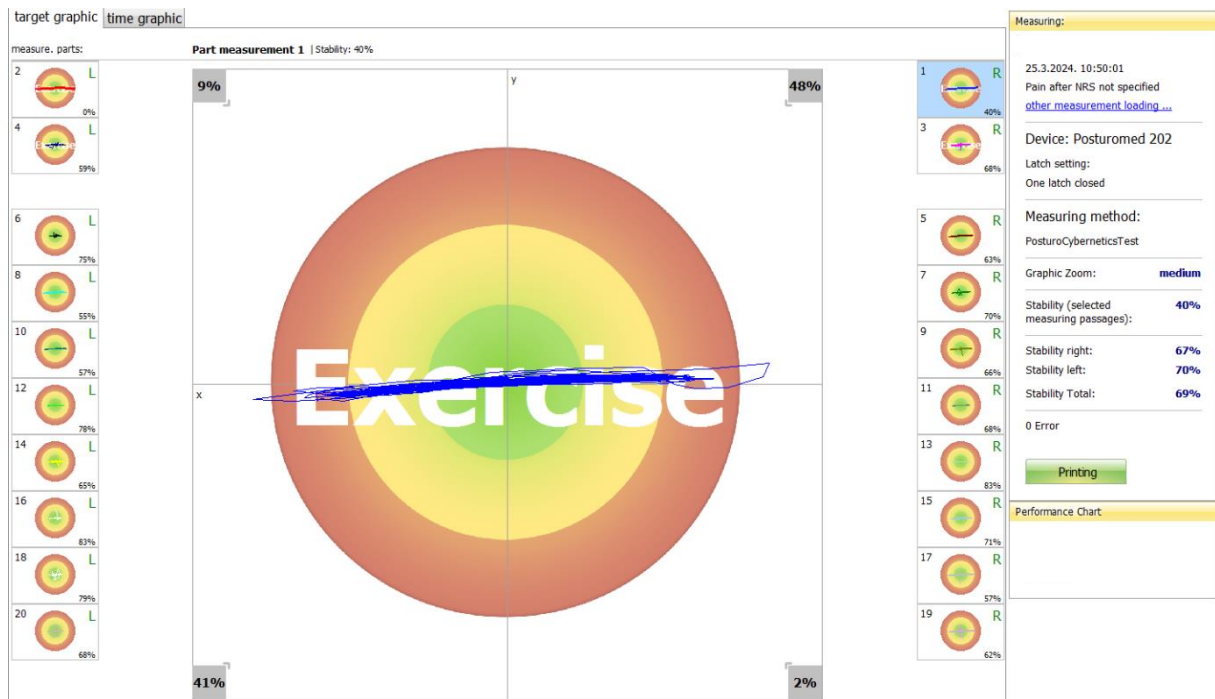 target graphic time graphic
measure. parts:
Part measurement 1 | Stability: 40%
2 L
0%
4 L
59%
6 L
75%
8 L
55%
10 L
57%
12 L
78%
14 L
65%
16 L
83%
18 L
79%
20 L
68%
9%
y
48%
x
Exercise
41%
2%
1 R
40%
3 R
68%
5 R
63%
7 R
70%
9 R
66%
11 R
68%
13 R
83%
15 R
71%
17 R
57%
19 R
62%
Measuring:
25.3.2024. 10:50:01
Pain after NRS not specified
other measurement loading ...
Device: Posturomed 202
Latch setting:
One latch closed
Measuring method:
PosturoCyberneticsTest
Graphic Zoom: medium
Stability (selected 40%
measuring passages):
Stability right: 67%
Stability left: 70%
Stability Total: 69%
0 Error
Printing
Performance Chart